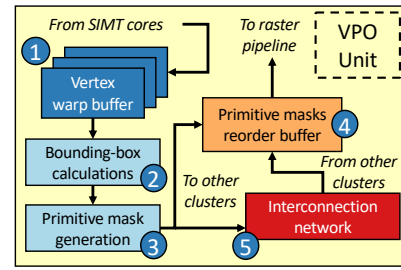 From SIMT cores
1
Vertex
warp buffer
Bounding-box
calculations
2
Primitive mask
generation
3
To raster
pipeline
VPO
Unit
Primitive masks
reorder buffer
4
To other
clusters
From other
clusters
5
Interconnection
network